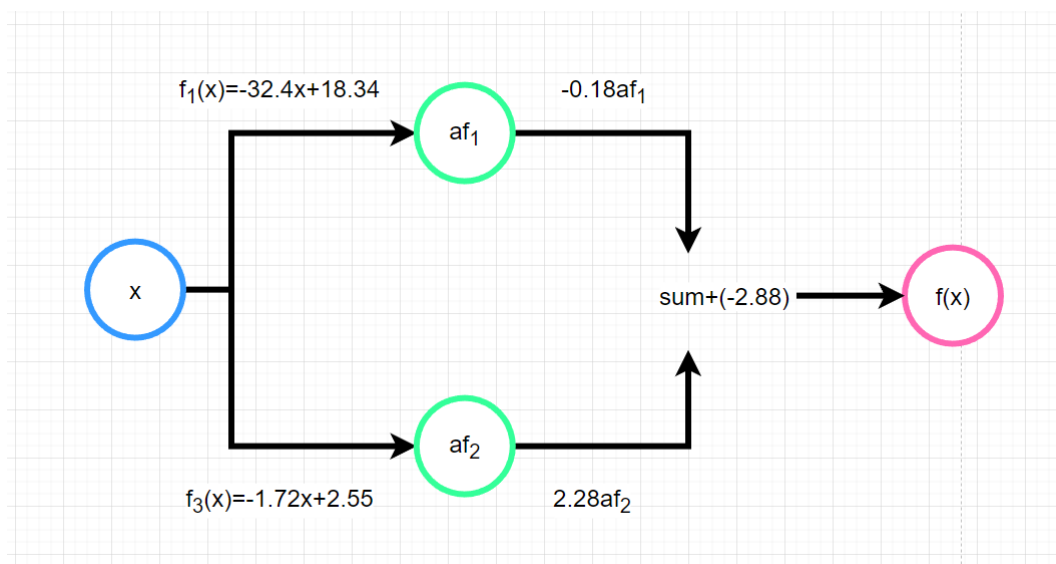 f₁(x)=-32.4x+18.34
-0.18af₁
af₁
x
sum+(-2.88)
f(x)
af₂
f₃(x)=-1.72x+2.55
2.28af₂